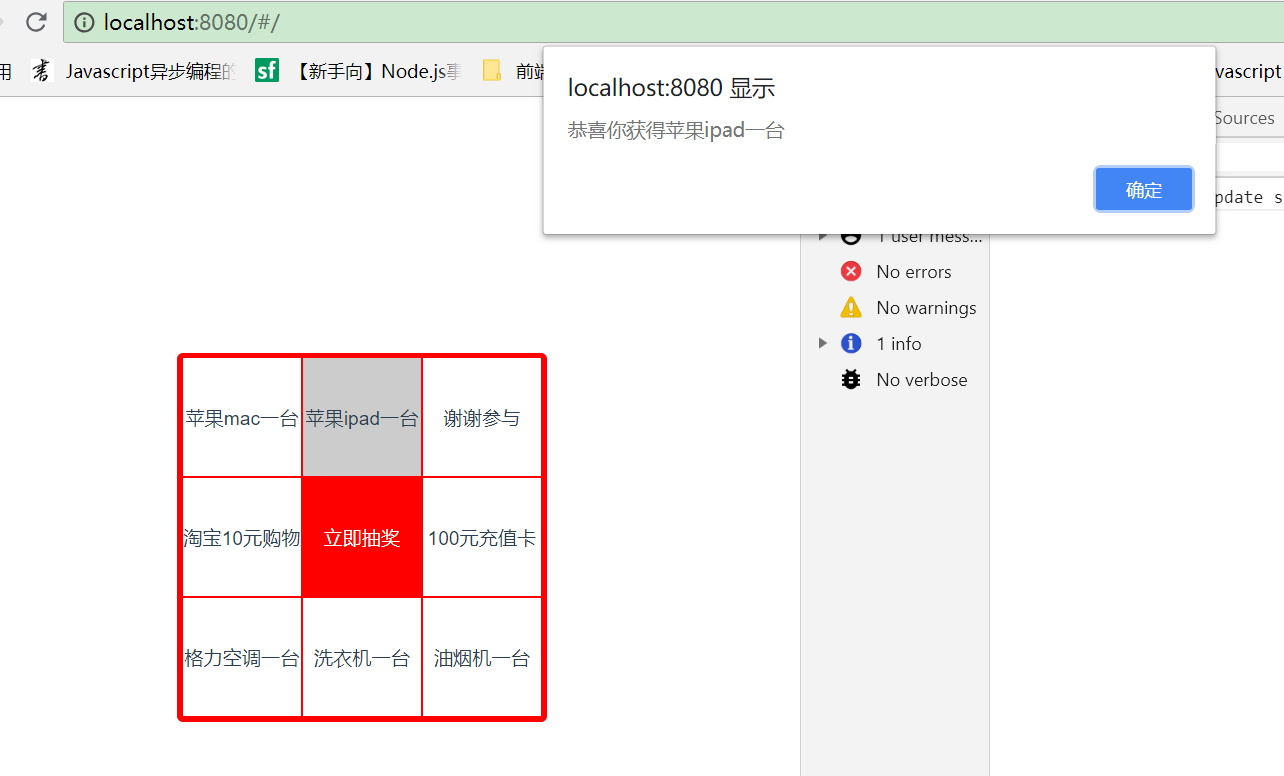 localhost:8080/#/
用 Javascript异步编程的 【新手向】Node.js事 前端 vascript
localhost:8080 显示
恭喜你获得苹果ipad一台
确定
Sources
pdate s
1 user mess...
No errors
No warnings
1 info
No verbose
苹果mac一台 苹果ipad一台 谢谢参与
淘宝10元购物 立即抽奖 100元充值卡
格力空调一台 洗衣机一台 油烟机一台